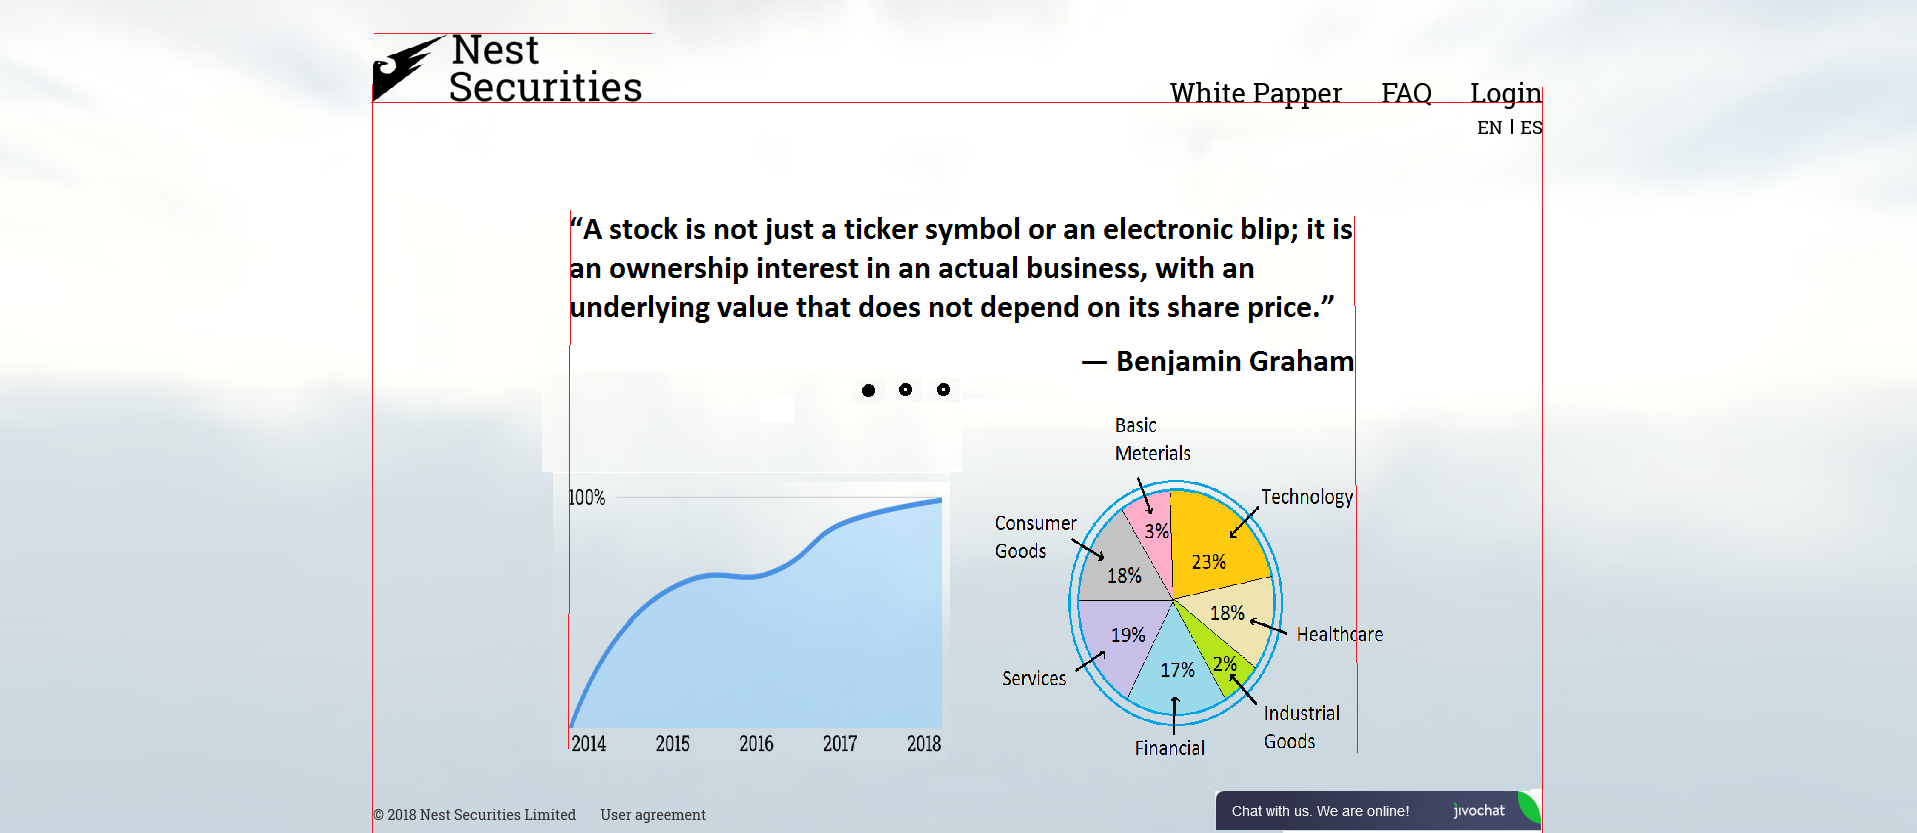 Nest
Securities
White Papper FAQ Login
EN | ES
“A stock is not just a ticker symbol or an electronic blip; it is
an ownership interest in an actual business, with an
underlying value that does not depend on its share price.”
— Benjamin Graham
100%
2014 2015 2016 2017 2018
Basic
Meterials
Technology
Consumer
Goods
3%
23%
18%
18%
Healthcare
19%
17%
2%
Services
Industrial
Goods
Financial
© 2018 Nest Securities Limited User agreement
Chat with us. We are online! jivochat